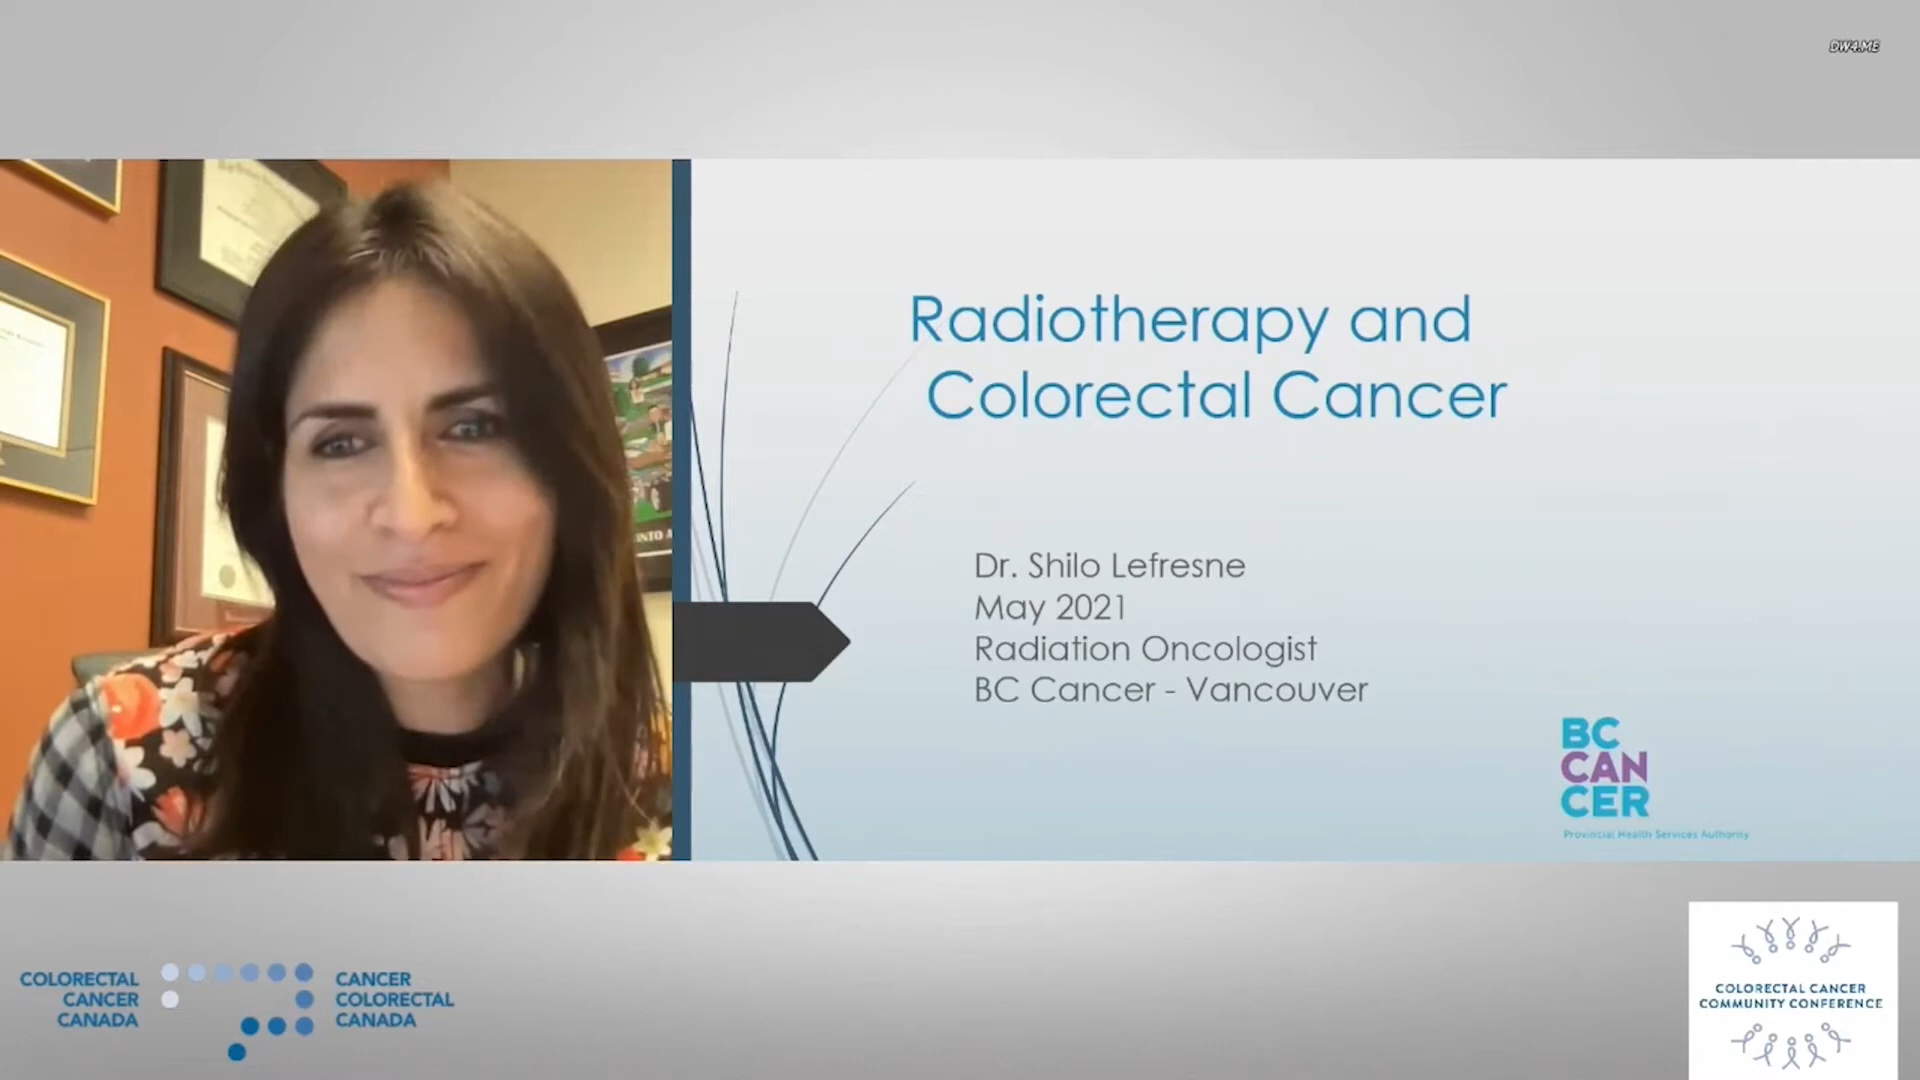 DW4.ME
Radiotherapy and
Colorectal Cancer
Dr. Shilo Lefresne
May 2021
Radiation Oncologist
BC Cancer - Vancouver
BC
CAN
CER
Provincial Health Services Authority
INTO A
COLORECTAL
CANCER
CANADA
CANCER
COLORECTAL
CANADA
COLORECTAL CANCER
COMMUNITY CONFERENCE